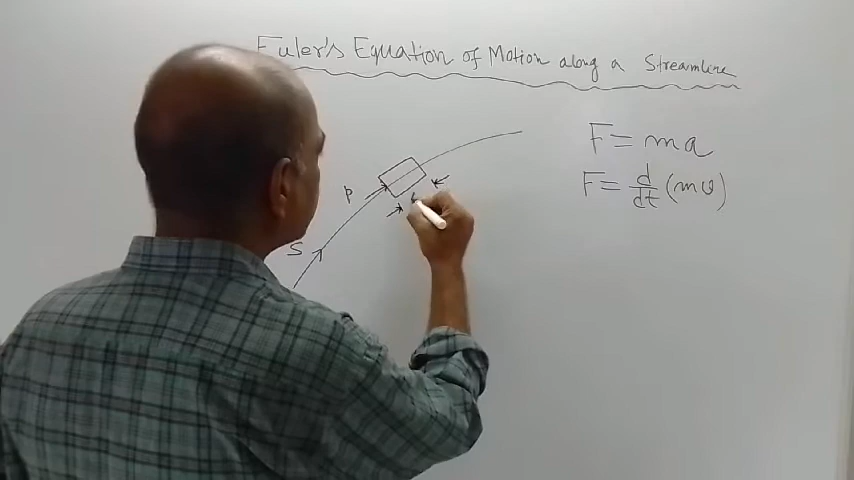 Euler's Equation of Motion along a Streamline
F = ma
F = d/dt (mv)
p
S